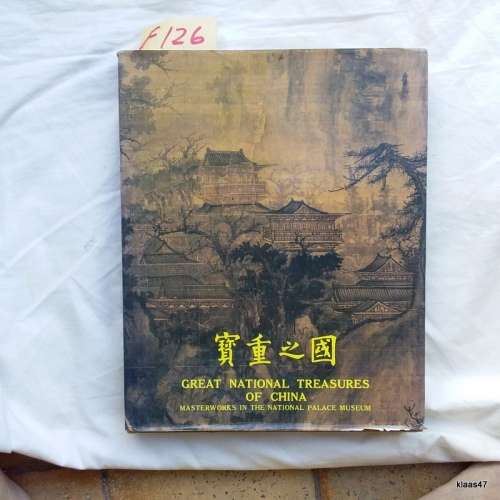 F126
寶重之國
GREAT NATIONAL TREASURES
OF CHINA
MASTERWORKS IN THE NATIONAL PALACE MUSEUM
klaas47